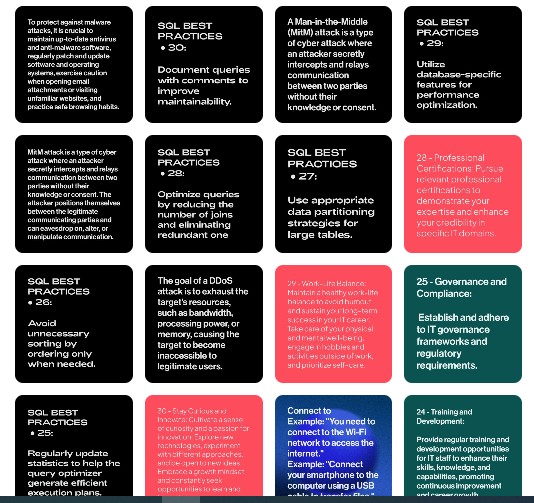 To protect against malware
attacks, it is crucial to
maintain up-to-date antivirus
and anti-malware software,
regularly patch and update
software and operating
systems, exercise caution
when opening email
attachments or visiting
unfamiliar websites, and
practice safe browsing habits.
SQL BEST
PRACTICES
• 30:
Document queries
with comments to
improve
maintainability.
A Man-in-the-Middle
(MitM) attack is a type
of cyber attack where
an attacker secretly
intercepts and relays
communication
between two parties
without their
knowledge or consent.
SQL BEST
PRACTICES
• 29:
Utilize
database-specific
features for
performance
optimization.
MitM attack is a type of cyber
attack where an attacker
secretly intercepts and relays
communication between two
parties without their
knowledge or consent. The
attacker positions themselves
between the legitimate
communicating parties and
can eavesdrop on, alter, or
manipulate communication.
SQL BEST
PRACTICES
• 28:
Optimize queries
by reducing the
number of joins
and eliminating
redundant one
SQL BEST
PRACTICES
• 27:
Use appropriate
data partitioning
strategies for
large tables.
28 - Professional
Certifications: Pursue
relevant professional
certifications to
demonstrate your
expertise and enhance
your credibility in
specific IT domains.
SQL BEST
PRACTICES
• 26:
Avoid
unnecessary
sorting by
ordering only
when needed.
The goal of a DDoS
attack is to exhaust the
target's resources,
such as bandwidth,
processing power, or
memory, causing the
target to become
inaccessible to
legitimate users.
29 - Work-Life Balance:
Maintain a healthy work-life
balance to avoid burnout
and sustain your long-term
success in your IT career.
Take care of your physical
and mental well-being,
engage in hobbies and
activities outside of work,
and prioritize self-care.
25 - Governance and
Compliance:
Establish and adhere
to IT governance
frameworks and
regulatory
requirements.
SQL BEST
PRACTICES
• 25:
Regularly update
statistics to help the
query optimizer
generate efficient
execution plans.
30 - Stay Curious and
Innovate: Cultivate a sense
of curiosity and a passion for
innovation. Explore new
technologies, experiment
with different approaches,
and be open to new ideas.
Embrace a growth mindset
and constantly seek
opportunities to learn and
Connect to
Example: "You need to
connect to the Wi-Fi
network to access the
internet."
Example: "Connect
your smartphone to the
computer using a USB
cable to transfer files."
24 - Training and
Development:
Provide regular training and
development opportunities
for IT staff to enhance their
skills, knowledge, and
capabilities, promoting
continuous improvement
and career growth.